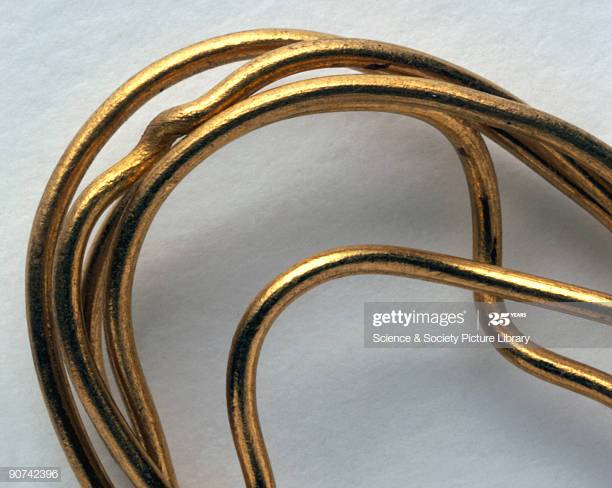 gettyimages® 25 YEARS
Science & Society Picture Library
90742396